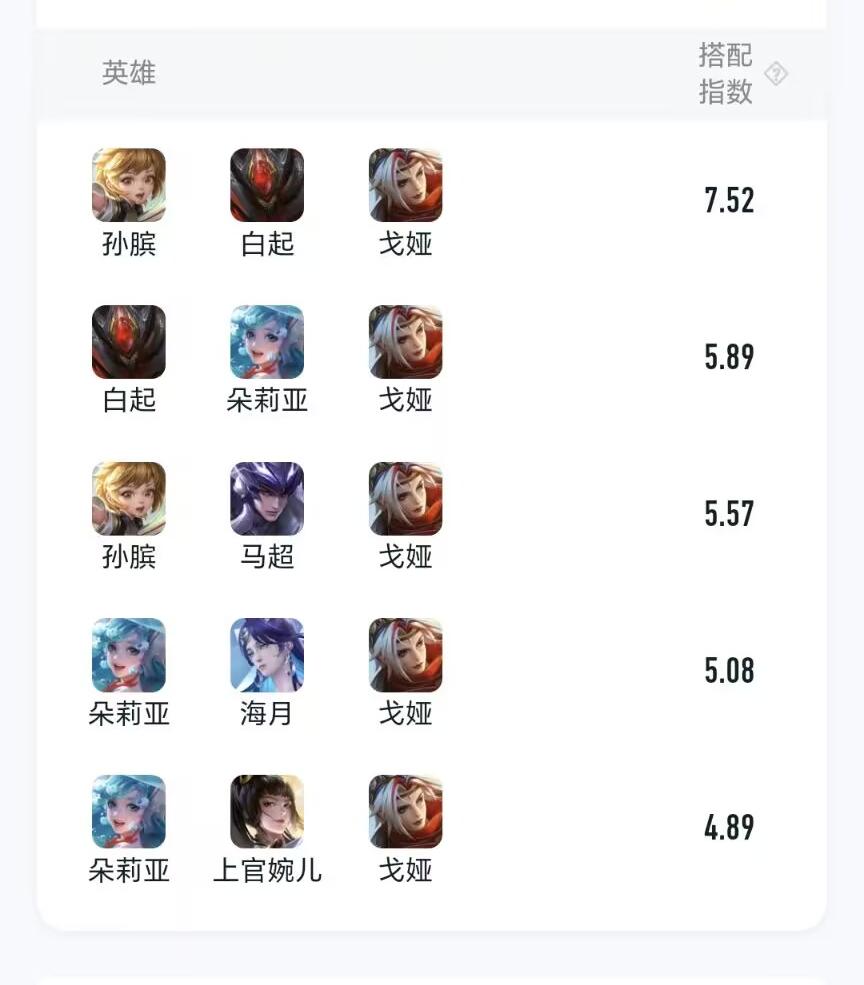 英雄
搭配
指数
?
孙膑 白起 戈娅 7.52
白起 朵莉亚 戈娅 5.89
孙膑 马超 戈娅 5.57
朵莉亚 海月 戈娅 5.08
朵莉亚 上官婉儿 戈娅 4.89